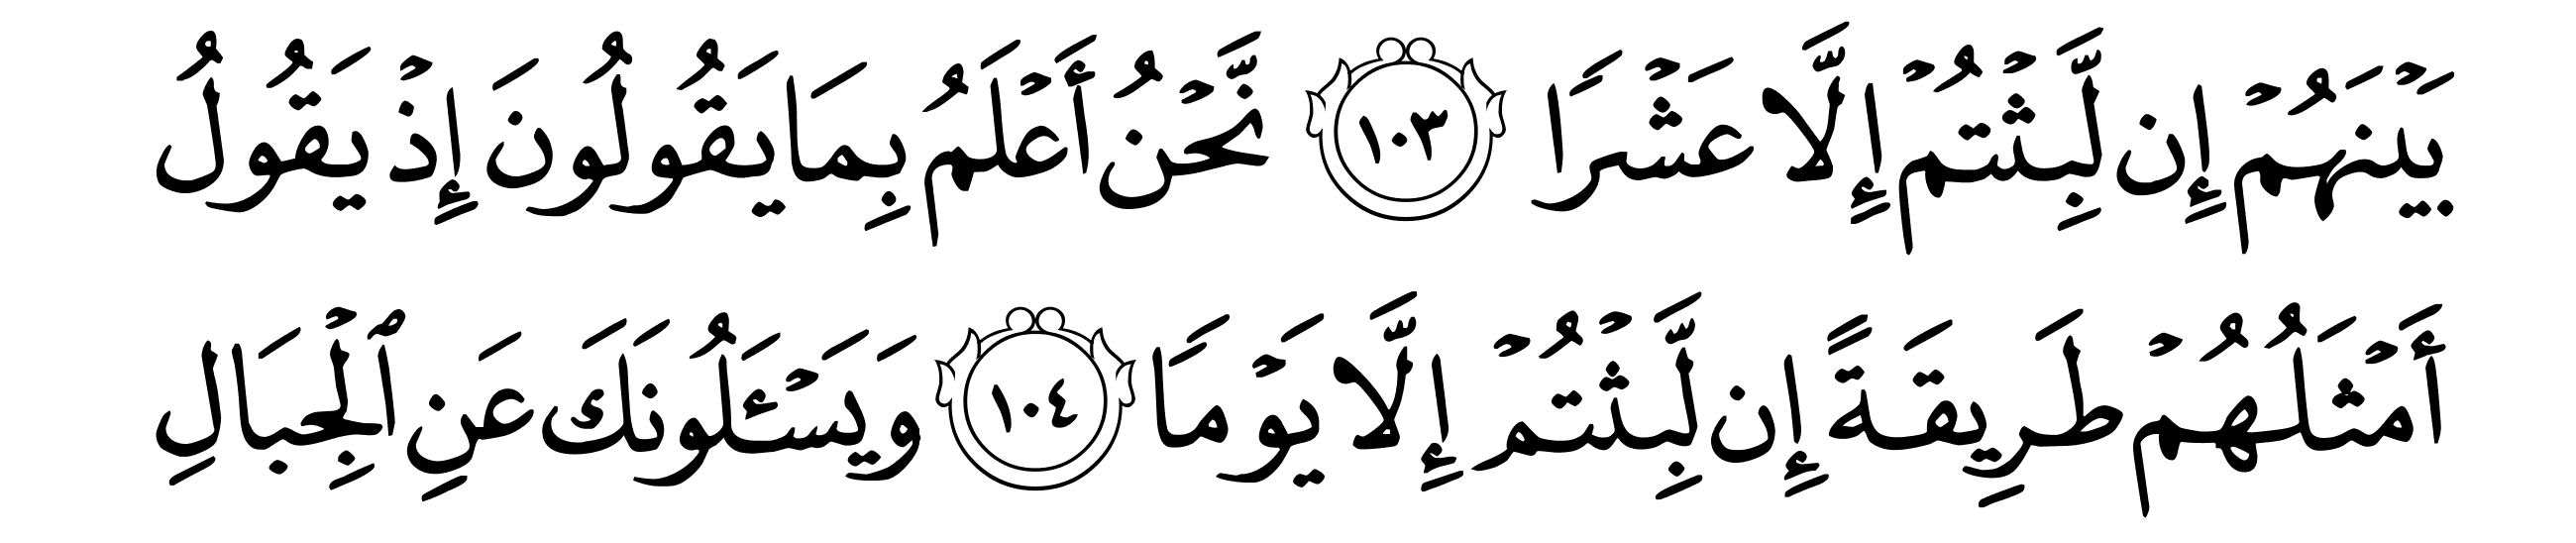 بَيْنَهُمْ إِن لَّبِثْتُمْ إِلَّا عَشْرًا ١٠٣ نَّحْنُ أَعْلَمُ بِمَا يَقُولُونَ إِذْ يَقُولُ
أَمْثَلُهُمْ طَرِيقَةً إِن لَّبِثْتُمْ إِلَّا يَوْمًا ١٠٤ وَيَسْـَٔلُونَكَ عَنِ ٱلْجِبَالِ